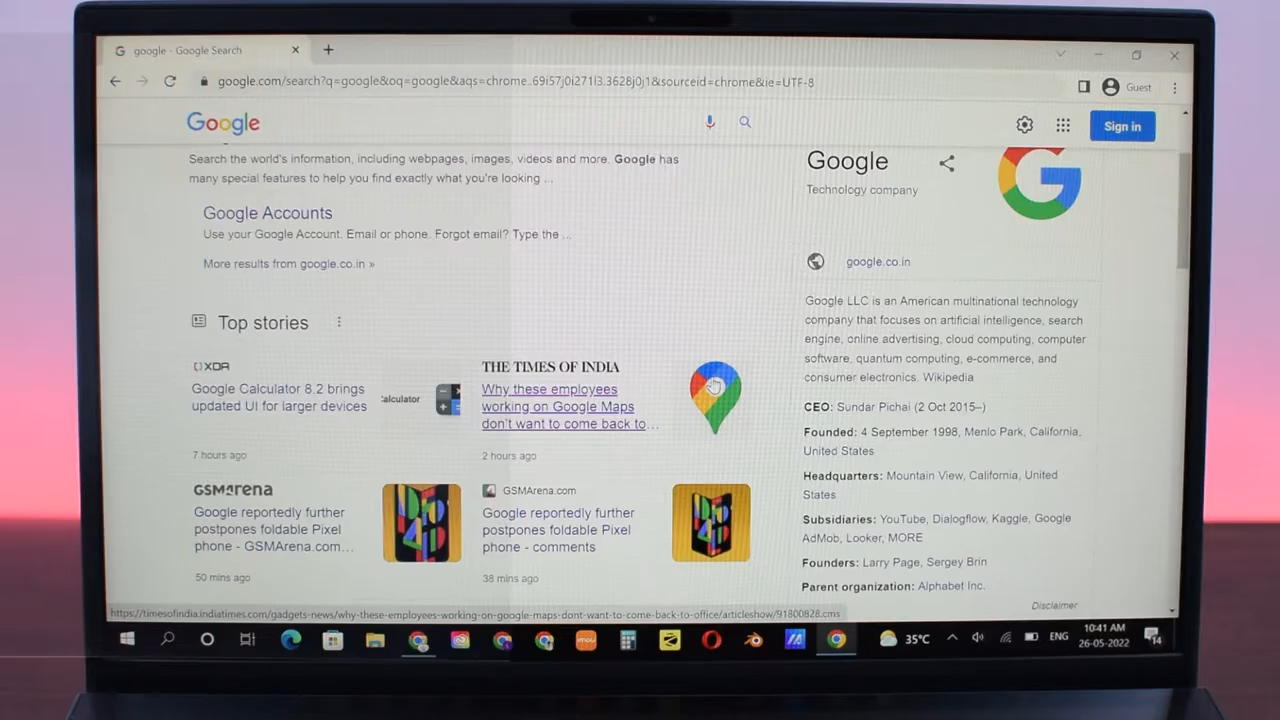 google - Google Search
google.com/search?q=google&oq=google&aqs=chrome..69i57j0i271l3.3628j0j1&sourceid=chrome&ie=UTF-8
Guest
Google
Sign in
Search the world's information, including webpages, images, videos and more. Google has
many special features to help you find exactly what you're looking ...
Google Accounts
Use your Google Account. Email or phone. Forgot email? Type the ...
More results from google.co.in »
Top stories
XDA
Google Calculator 8.2 brings
updated UI for larger devices
alculator
7 hours ago
THE TIMES OF INDIA
Why these employees
working on Google Maps
don't want to come back to...
2 hours ago
GSMArena
Google reportedly further
postpones foldable Pixel
phone - GSMArena.com...
50 mins ago
GSMArena.com
Google reportedly further
postpones foldable Pixel
phone - comments
38 mins ago
Google
Technology company
google.co.in
Google LLC is an American multinational technology
company that focuses on artificial intelligence, search
engine, online advertising, cloud computing, computer
software, quantum computing, e-commerce, and
consumer electronics. Wikipedia
CEO: Sundar Pichai (2 Oct 2015–)
Founded: 4 September 1998, Menlo Park, California,
United States
Headquarters: Mountain View, California, United
States
Subsidiaries: YouTube, Dialogflow, Kaggle, Google
AdMob, Looker, MORE
Founders: Larry Page, Sergey Brin
Parent organization: Alphabet Inc.
Disclaimer
https://timesofindia.indiatimes.com/gadgets-news/why-these-employees-working-on-google-maps-dont-want-to-come-back-to-office/articleshow/91800828.cms
35°C
ENG
10:41 AM
26-05-2022
14